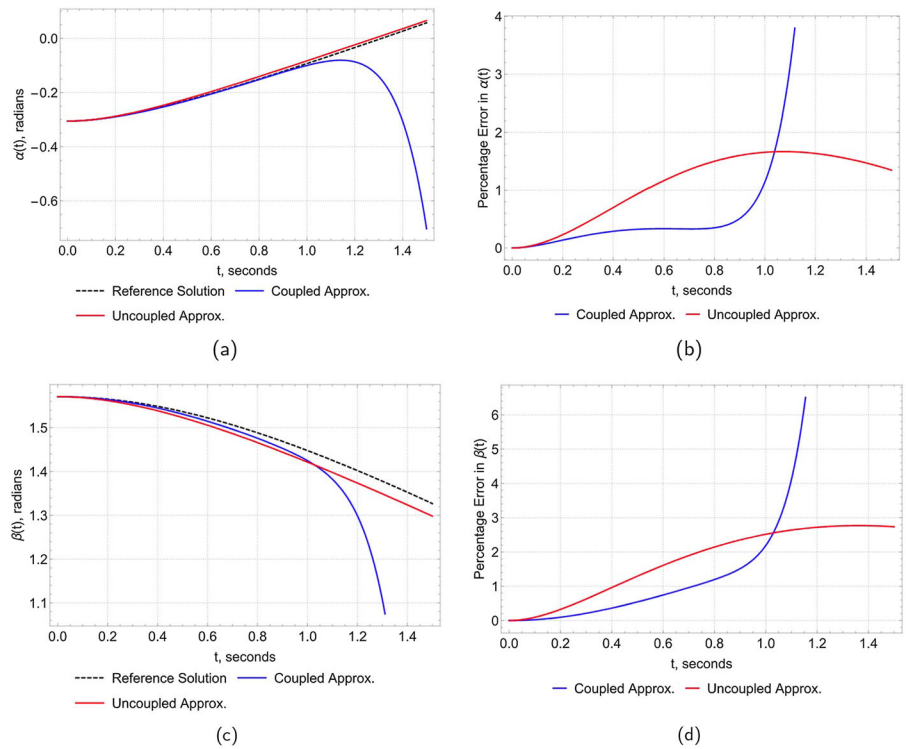 0.0
−0.2
−0.4
−0.6
α(t), radians
0.0 0.2 0.4 0.6 0.8 1.0 1.2 1.4
t, seconds
Reference Solution Coupled Approx.
Uncoupled Approx.
(a)
4
3
2
1
0
Percentage Error in α(t)
0.0 0.2 0.4 0.6 0.8 1.0 1.2 1.4
t, seconds
Coupled Approx. Uncoupled Approx.
(b)
1.5
1.4
1.3
1.2
1.1
β(t), radians
0.0 0.2 0.4 0.6 0.8 1.0 1.2 1.4
t, seconds
Reference Solution Coupled Approx.
Uncoupled Approx.
(c)
6
5
4
3
2
1
0
Percentage Error in β(t)
0.0 0.2 0.4 0.6 0.8 1.0 1.2 1.4
t, seconds
Coupled Approx. Uncoupled Approx.
(d)